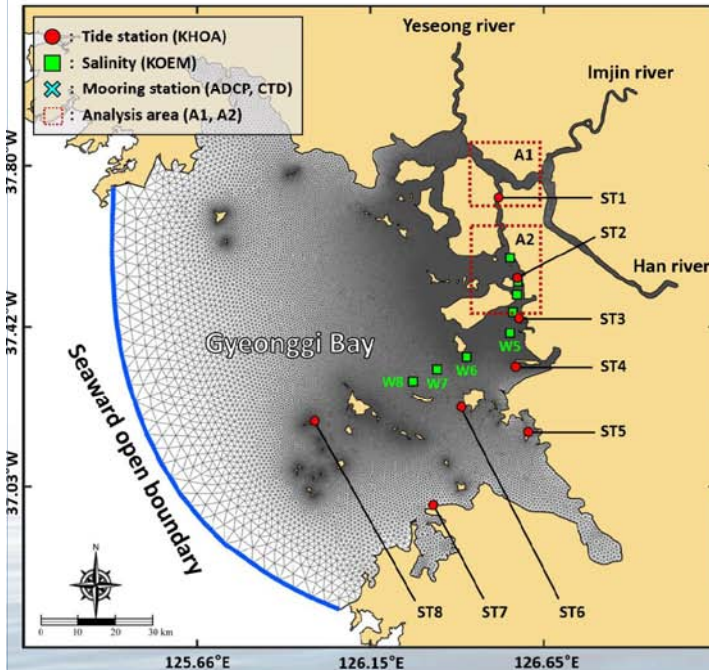 Yeseong river
: Tide station (KHOA)
: Salinity (KOEM)
: Mooring station (ADCP, CTD)
: Analysis area (A1, A2)
Imjin river
37.80
A1
ST1
A2
ST2
Han river
37.42
Gyeonggi Bay
ST3
W5
W6
W7
W8
ST4
ST5
37.03°W
Seaward open boundary
N
0 10 20 30 km
ST8
ST7
ST6
125.66
126.15
126.65